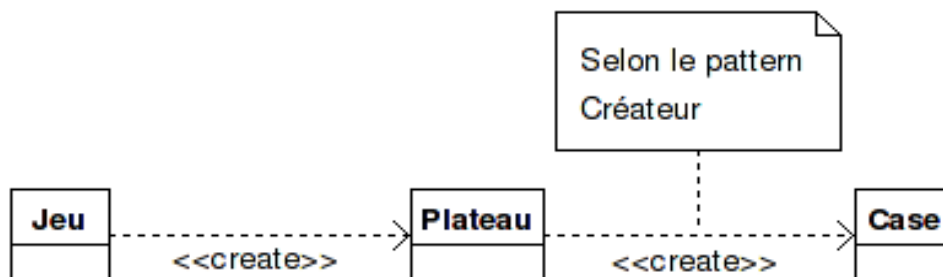 Selon le pattern
Créateur
Jeu
Plateau
Case
<<create>>
<<create>>